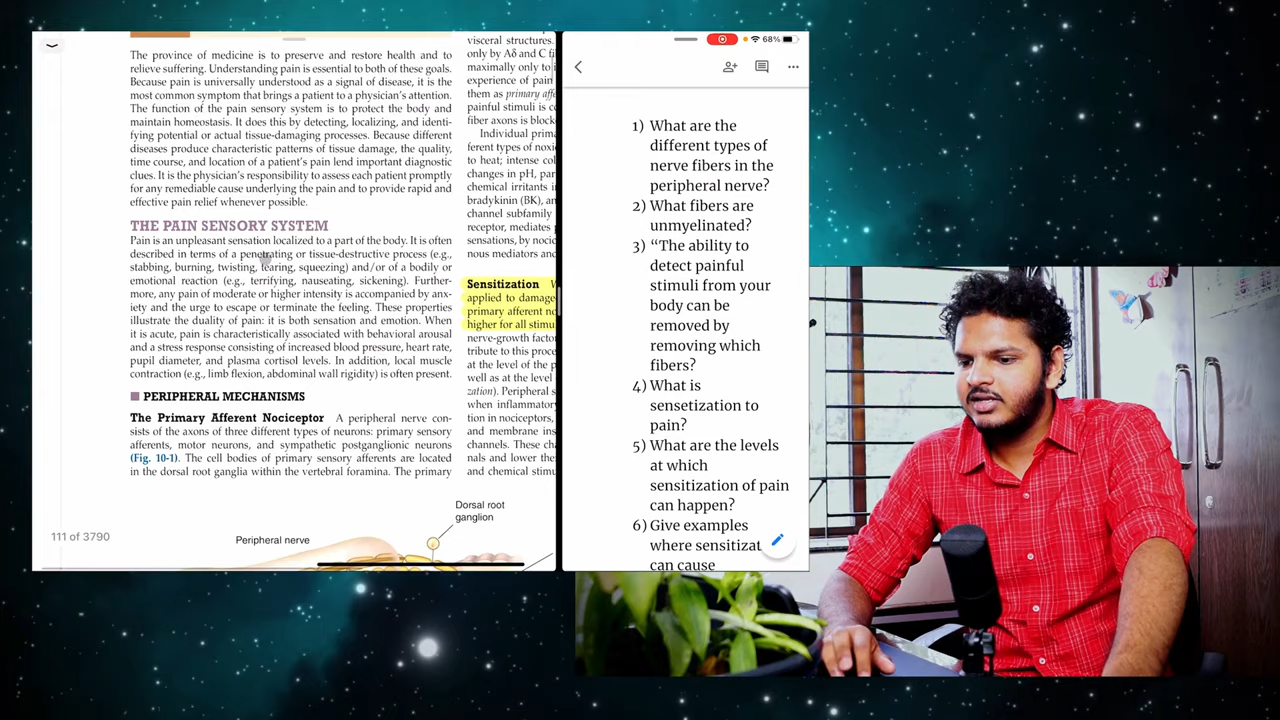 The province of medicine is to preserve and restore health and to
relieve suffering. Understanding pain is essential to both of these goals.
Because pain is universally understood as a signal of disease, it is the
most common symptom that brings a patient to a physician's attention.
The function of the pain sensory system is to protect the body and
maintain homeostasis. It does this by detecting, localizing, and identi-
fying potential or actual tissue-damaging processes. Because different
diseases produce characteristic patterns of tissue damage, the quality,
time course, and location of a patient's pain lend important diagnostic
clues. It is the physician's responsibility to assess each patient promptly
for any remediable cause underlying the pain and to provide rapid and
effective pain relief whenever possible.
THE PAIN SENSORY SYSTEM
Pain is an unpleasant sensation localized to a part of the body. It is often
described in terms of a penetrating or tissue-destructive process (e.g.,
stabbing, burning, twisting, tearing, squeezing) and/or of a bodily or
emotional reaction (e.g., terrifying, nauseating, sickening). Further-
more, any pain of moderate or higher intensity is accompanied by anx-
iety and the urge to escape or terminate the feeling. These properties
illustrate the duality of pain: it is both sensation and emotion. When
it is acute, pain is characteristically associated with behavioral arousal
and a stress response consisting of increased blood pressure, heart rate,
pupil diameter, and plasma cortisol levels. In addition, local muscle
contraction (e.g., limb flexion, abdominal wall rigidity) is often present.
PERIPHERAL MECHANISMS
The Primary Afferent Nociceptor A peripheral nerve con-
sists of the axons of three different types of neurons: primary sensory
afferents, motor neurons, and sympathetic postganglionic neurons
(Fig. 10-1). The cell bodies of primary sensory afferents are located
in the dorsal root ganglia within the vertebral foramina. The primary
visceral structures.
only by Aδ and C fi
maximally only to
experience of pain
them as primary affe
painful stimuli is c
fiber axons is block
Individual prima
ferent types of noxi
to heat; intense col
changes in pH, par
chemical irritants i
bradykinin (BK), an
channel subfamily
receptor, mediates
sensations, by nocic
nous mediators and
Sensitization
applied to damage
primary afferent no
higher for all stimu
nerve-growth facto
tribute to this proce
at the level of the p
well as at the level
zation). Peripheral s
when inflammatory
tion in nociceptors,
and membrane ins
channels. These cha
nals and lower the
and chemical stimu
Dorsal root
ganglion
Peripheral nerve
111 of 3790
68%
1) What are the
different types of
nerve fibers in the
peripheral nerve?
2) What fibers are
unmyelinated?
3) “The ability to
detect painful
stimuli from your
body can be
removed by
removing which
fibers?
4) What is
sensetization to
pain?
5) What are the levels
at which
sensitization of pain
can happen?
6) Give examples
where sensitizat
can cause